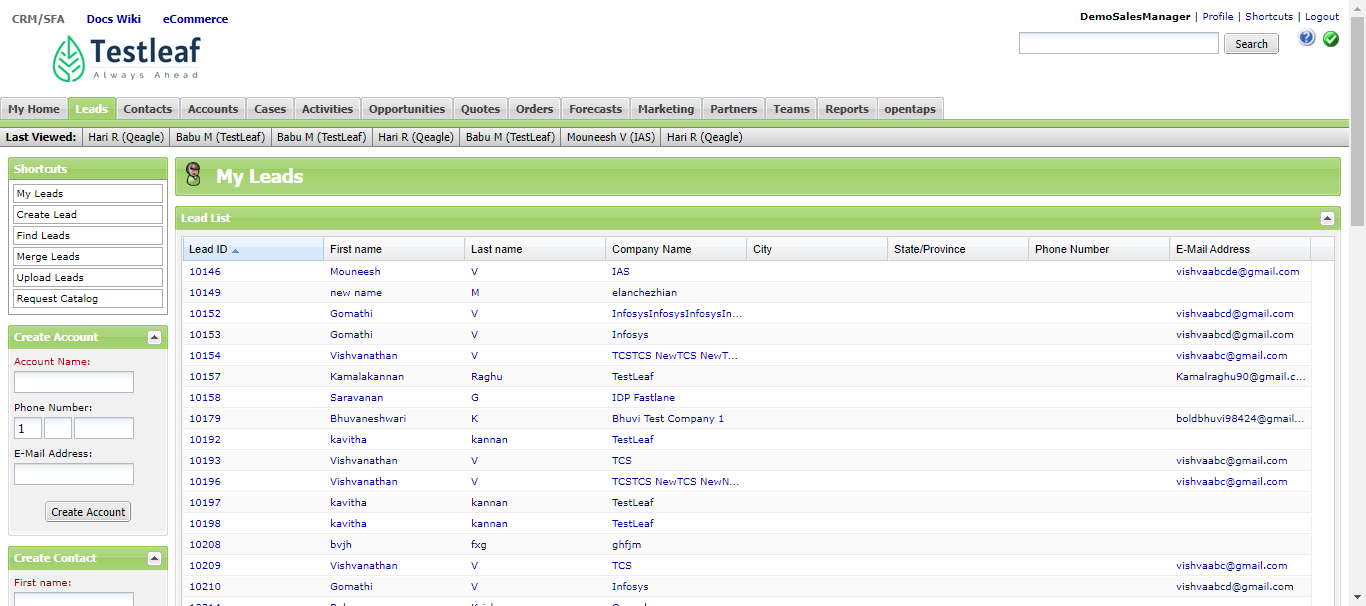 CRM/SFA Docs Wiki eCommerce
DemoSalesManager | Profile | Shortcuts | Logout
Testleaf
Always Ahead
Search
My Home Leads Contacts Accounts Cases Activities Opportunities Quotes Orders Forecasts Marketing Partners Teams Reports opentaps
Last Viewed: Hari R (Qeagle) Babu M (TestLeaf) Babu M (TestLeaf) Hari R (Qeagle) Babu M (TestLeaf) Mouneesh V (IAS) Hari R (Qeagle)
Shortcuts
My Leads
Create Lead
Find Leads
Merge Leads
Upload Leads
Request Catalog
Create Account
Account Name:
Phone Number:
1
E-Mail Address:
Create Account
Create Contact
First name:
My Leads
Lead List
Lead ID First name Last name Company Name City State/Province Phone Number E-Mail Address
10146 Mouneesh V IAS vishvaabcde@gmail.com
10149 new name M elanchezhian
10152 Gomathi V InfosysInfosysInfosysIn... vishvaabcd@gmail.com
10153 Gomathi V Infosys vishvaabcd@gmail.com
10154 Vishvanathan V TCSTCS NewTCS NewT... vishvaabc@gmail.com
10157 Kamalakannan Raghu TestLeaf Kamalraghu90@gmail.c...
10158 Saravanan G IDP Fastlane
10179 Bhuvaneshwari K Bhuvi Test Company 1 boldbhuvi98424@gmail...
10192 kavitha kannan TestLeaf
10193 Vishvanathan V TCS vishvaabc@gmail.com
10196 Vishvanathan V TCSTCS NewTCS NewN... vishvaabc@gmail.com
10197 kavitha kannan TestLeaf
10198 kavitha kannan TestLeaf
10208 bvjh fxg ghfjm
10209 Vishvanathan V TCS vishvaabc@gmail.com
10210 Gomathi V Infosys vishvaabcd@gmail.com